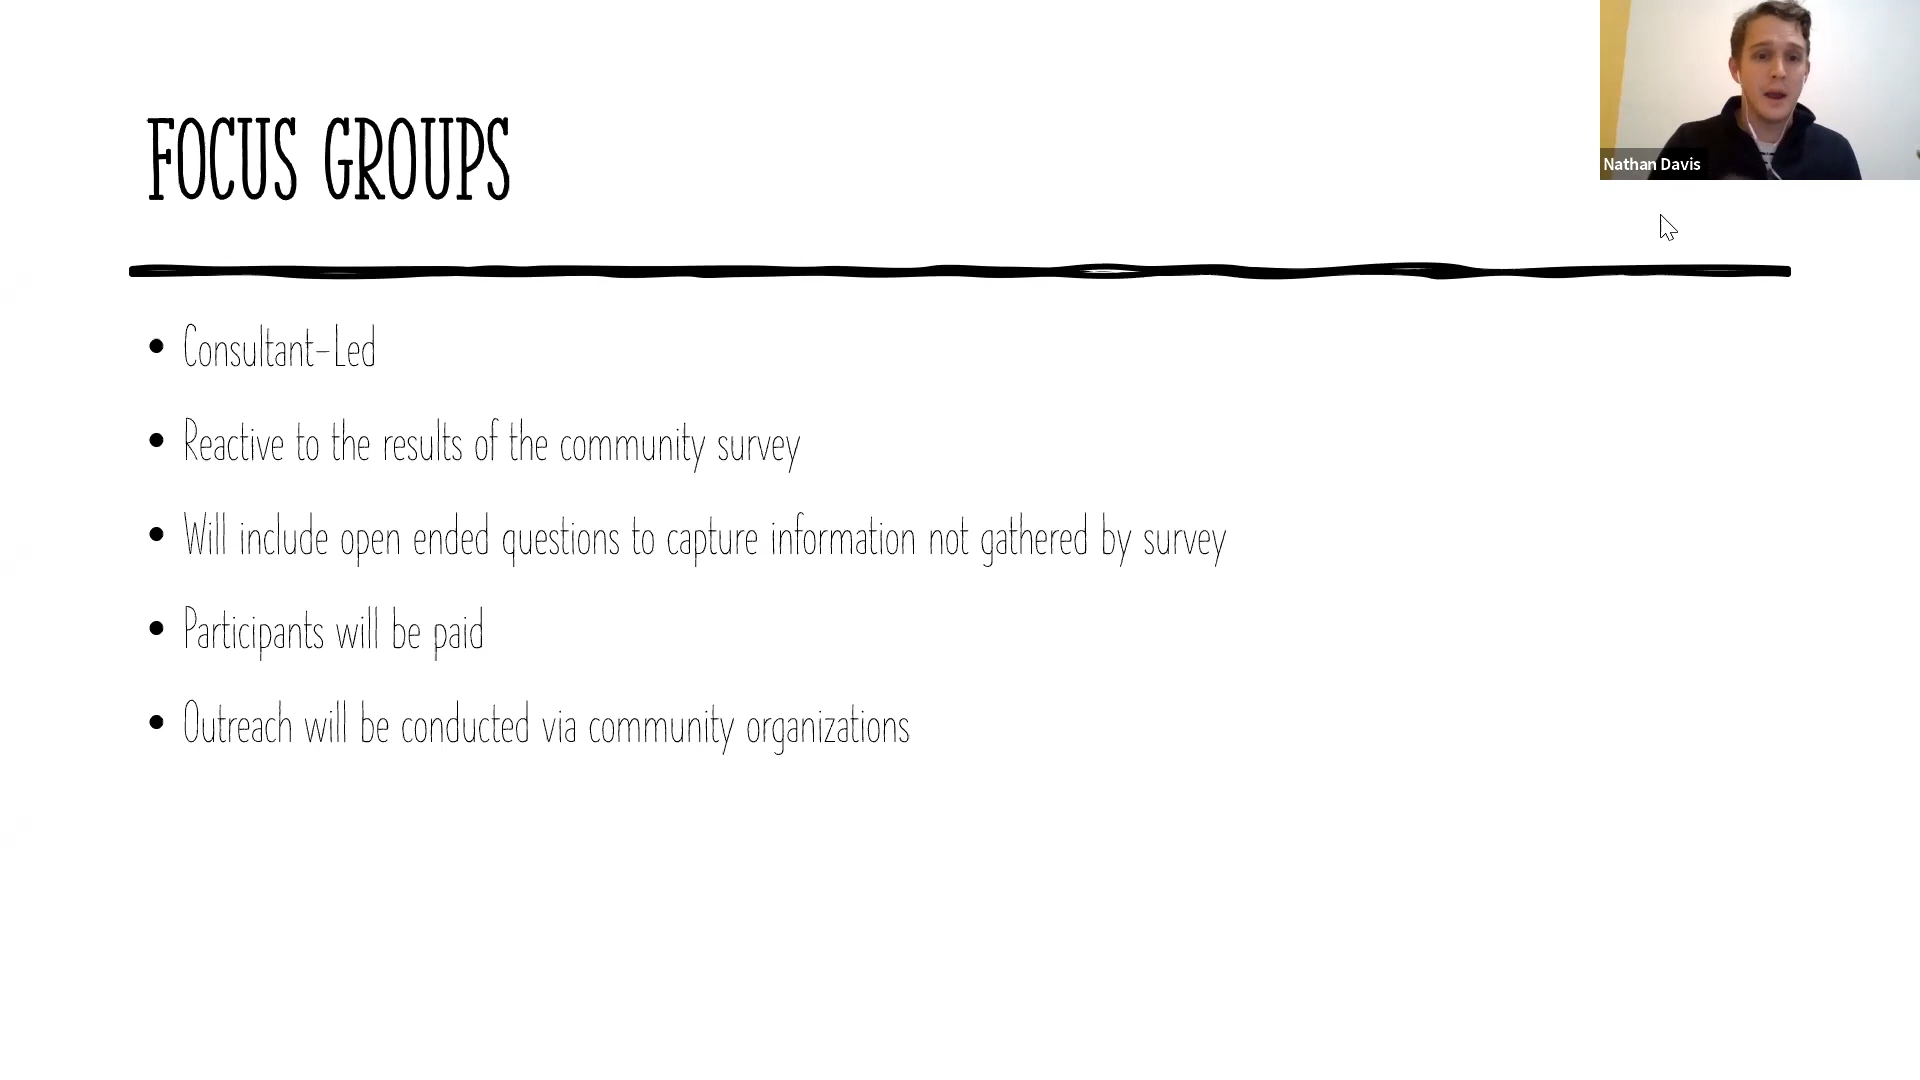 FOCUS GROUPS
Nathan Davis
• Consultant-Led
• Reactive to the results of the community survey
• Will include open ended questions to capture information not gathered by survey
• Participants will be paid
• Outreach will be conducted via community organizations